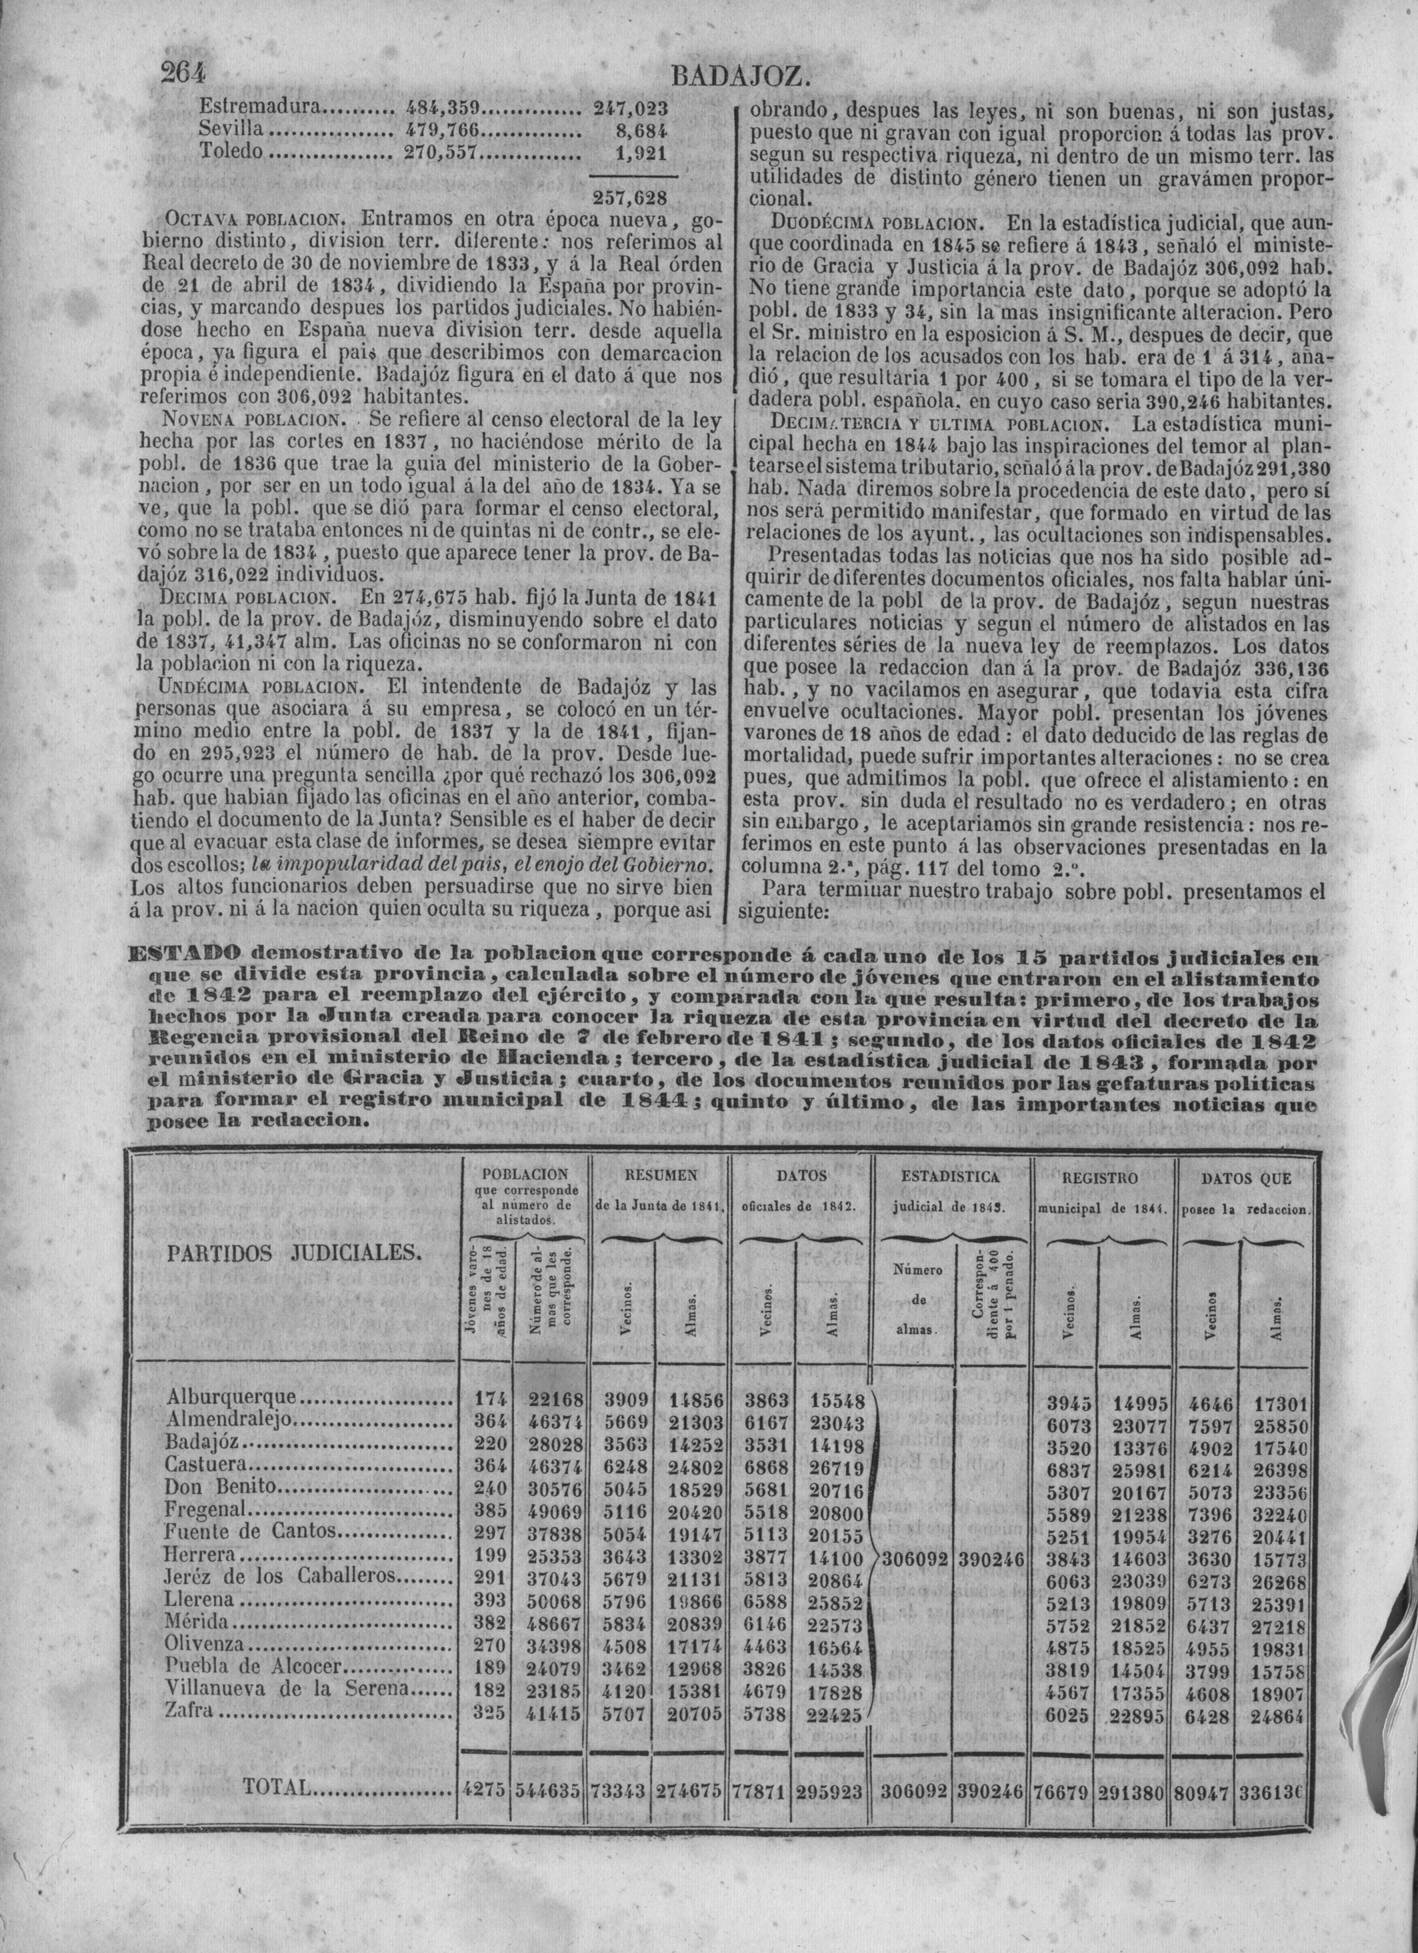 264
BADAJOZ.
Estremadura.......... 484,359.............. 247,023
Sevilla................. 479,766.............. 8,684
Toledo................. 270,557.............. 1,921
257,628
OCTAVA POBLACION. Entramos en otra época nueva, go-
bierno distinto, division terr. diferente: nos referimos al
Real decreto de 30 de noviembre de 1833, y á la Real órden
de 21 de abril de 1834, dividiendo la España por provin-
cias, y marcando despues los partidos judiciales. No habién-
dose hecho en España nueva division terr. desde aquella
época, ya figura el pais que describimos con demarcacion
propia é independiente. Badajóz figura en el dato á que nos
referimos con 306,092 habitantes.
NOVENA POBLACION. Se refiere al censo electoral de la ley
hecha por las cortes en 1837, no haciéndose mérito de la
pobl. de 1836 que trae la guia del ministerio de la Gober-
nacion, por ser en un todo igual á la del año de 1834. Ya se
ve, que la pobl. que se dió para formar el censo electoral,
como no se trataba entonces ni de quintas ni de contr., se ele-
vó sobre la de 1834, puesto que aparece tener la prov. de Ba-
dajóz 316,022 individuos.
DECIMA POBLACION. En 274,675 hab. fijó la Junta de 1841
la pobl. de la prov. de Badajóz, disminuyendo sobre el dato
de 1837, 41,347 alm. Las oficinas no se conformaron ni con
la poblacion ni con la riqueza.
UNDÉCIMA POBLACION. El intendente de Badajóz y las
personas que asociara á su empresa, se colocó en un tér-
mino medio entre la pobl. de 1837 y la de 1841, fijan-
do en 295,923 el número de hab. de la prov. Desde lue-
go ocurre una pregunta sencilla ¿por qué rechazó los 306,092
hab. que habian fijado las oficinas en el año anterior, comba-
tiendo el documento de la Junta? Sensible es el haber de decir
que al evacuar esta clase de informes, se desea siempre evitar
dos escollos; la impopularidad del pais, el enojo del Gobierno.
Los altos funcionarios deben persuadirse que no sirve bien
á la prov. ni á la nacion quien oculta su riqueza, porque asi
obrando, despues las leyes, ni son buenas, ni son justas,
puesto que ni gravan con igual proporcion á todas las prov.
segun su respectiva riqueza, ni dentro de un mismo terr. las
utilidades de distinto género tienen un gravámen propor-
cional.
DUODÉCIMA POBLACION. En la estadística judicial, que aun-
que coordinada en 1845 se refiere á 1843, señaló el ministe-
rio de Gracia y Justicia á la prov. de Badajóz 306,092 hab.
No tiene grande importancia este dato, porque se adoptó la
pobl. de 1833 y 34, sin la mas insignificante alteracion. Pero
el Sr. ministro en la esposicion á S. M., despues de decir, que
la relacion de los acusados con los hab. era de 1 á 314, aña-
dió, que resultaria 1 por 400, si se tomara el tipo de la ver-
dadera pobl. española, en cuyo caso seria 390,246 habitantes.
DECIMATERCIA Y ULTIMA POBLACION. La estadística muni-
cipal hecha en 1844 bajo las inspiraciones del temor al plan-
tearse el sistema tributario, señaló á la prov. de Badajóz 291,380
hab. Nada diremos sobre la procedencia de este dato, pero sí
nos será permitido manifestar, que formado en virtud de las
relaciones de los ayunt., las ocultaciones son indispensables.
Presentadas todas las noticias que nos ha sido posible ad-
quirir de diferentes documentos oficiales, nos falta hablar úni-
camente de la pobl de la prov. de Badajóz, segun nuestras
particulares noticias y segun el número de alistados en las
diferentes séries de la nueva ley de reemplazos. Los datos
que posee la redaccion dan á la prov. de Badajóz 336,136
hab., y no vacilamos en asegurar, que todavia esta cifra
envuelve ocultaciones. Mayor pobl. presentan los jóvenes
varones de 18 años de edad: el dato deducido de las reglas de
mortalidad, puede sufrir importantes alteraciones: no se crea
pues, que admitimos la pobl. que ofrece el alistamiento: en
esta prov. sin duda el resultado no es verdadero; en otras
sin embargo, le aceptariamos sin grande resistencia: nos re-
ferimos en este punto á las observaciones presentadas en la
columna 2.ª, pág. 117 del tomo 2.º.
Para terminar nuestro trabajo sobre pobl. presentamos el
siguiente:
ESTADO demostrativo de la poblacion que corresponde á cada uno de los 15 partidos judiciales en
que se divide esta provincia, calculada sobre el número de jóvenes que entraron en el alistamiento
de 1842 para el reemplazo del ejército, y comparada con la que resulta: primero, de los trabajos
hechos por la Junta creada para conocer la riqueza de esta provincia en virtud del decreto de la
Regencia provisional del Reino de 7 de febrero de 1841; segundo, de los datos oficiales de 1842
reunidos en el ministerio de Hacienda; tercero, de la estadística judicial de 1843, formada por
el ministerio de Gracia y Justicia; cuarto, de los documentos reunidos por las gefaturas políticas
para formar el registro municipal de 1844; quinto y último, de las importantes noticias que
posee la redaccion.
PARTIDOS JUDICIALES.
POBLACION
que corresponde
al número de
alistados.
RESUMEN
de la Junta de 1841.
DATOS
oficiales de 1842.
ESTADISTICA
judicial de 1843.
REGISTRO
municipal de 1844.
DATOS QUE
posee la redaccion.
Jóvenes varo-
nes de 18
años de edad.
Número de al-
mas que les
corresponde.
Vecinos.
Almas.
Vecinos.
Almas.
Número
de
almas.
Correspon-
diente á 400
por 1 penado.
Vecinos.
Almas.
Vecinos
Almas.
Alburquerque..................... 174 22168 3909 14856 3863 15548 3945 14995 4646 17301
Almendralejo...................... 364 46374 5669 21303 6167 23043 6073 23077 7597 25850
Badajóz............................. 220 28028 3563 14252 3531 14198 3520 13376 4902 17540
Castuera............................ 364 46374 6248 24802 6868 26719 6837 25981 6214 26398
Don Benito........................ 240 30576 5045 18529 5681 20716 5307 20167 5073 23356
Fregenal............................ 385 49069 5116 20420 5518 20800 5589 21238 7396 32240
Fuente de Cantos............... 297 37838 5054 19147 5113 20155 5251 19954 3276 20441
Herrera............................. 199 25353 3643 13302 3877 14100 306092 390246 3843 14603 3630 15773
Jeréz de los Caballeros........ 291 37043 5679 21131 5813 20864 6063 23039 6273 26268
Llerena............................. 393 50068 5796 19866 6588 25852 5213 19809 5713 25391
Mérida.............................. 382 48667 5834 20839 6146 22573 5752 21852 6437 27218
Olivenza............................ 270 34398 4508 17174 4463 16564 4875 18525 4955 19831
Puebla de Alcocer............... 189 24079 3462 12968 3826 14538 3819 14504 3799 15758
Villanueva de la Serena...... 182 23185 4120 15381 4679 17828 4567 17355 4608 18907
Zafra................................ 325 41415 5707 20705 5738 22425 6025 22895 6428 24864
TOTAL................... 4275 544635 73343 274675 77871 295923 306092 390246 76679 291380 80947 336136